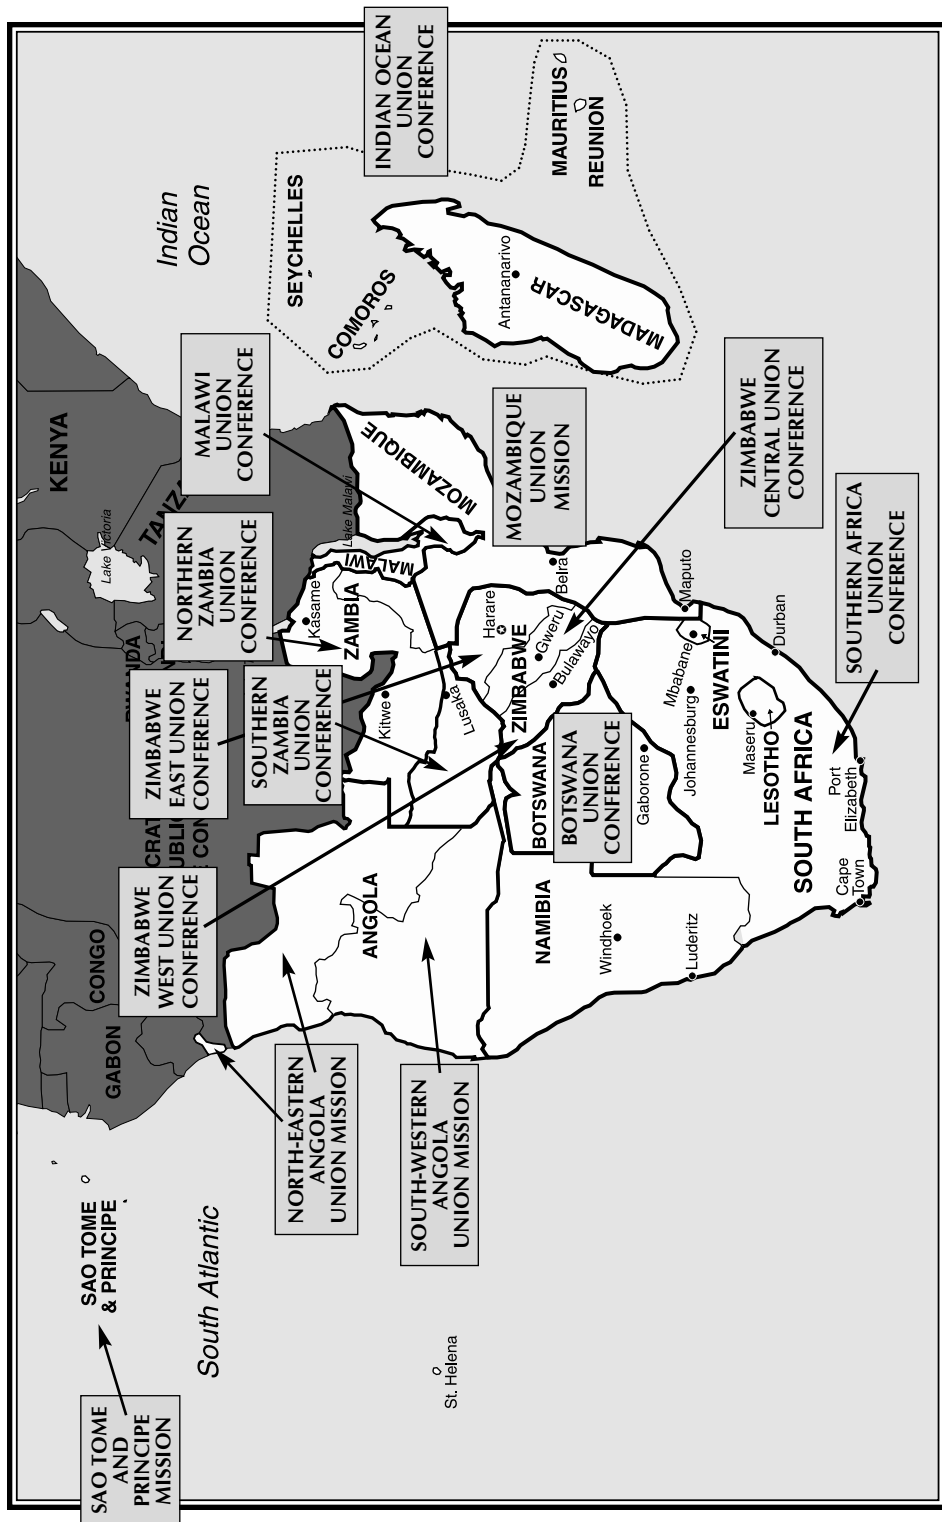 SAO TOME
AND
PRINCIPE
MISSION
SAO TOME
& PRINCIPE
South Atlantic
St. Helena
NORTH-EASTERN
ANGOLA
UNION MISSION
SOUTH-WESTERN
ANGOLA
UNION MISSION
GABON
CONGO
ZIMBABWE
WEST UNION
CONFERENCE
CRAT
UBLIC
CON
ZIMBABWE
EAST UNION
CONFERENCE
SOUTHERN
ZAMBIA
UNION
CONFERENCE
NORTHERN
ZAMBIA
UNION
CONFERENCE
MALAWI
UNION
CONFERENCE
KENYA
TANZA
Lake Victoria
Lake Malawi
Indian
Ocean
SEYCHELLES
COMOROS
INDIAN OCEAN
UNION
CONFERENCE
MAURITIUS
REUNION
Antananarivo
MADAGASCAR
MOZAMBIQUE
MALAWI
MOZAMBIQUE
UNION
MISSION
ZIMBABWE
CENTRAL UNION
CONFERENCE
ANGOLA
ZAMBIA
Kasame
Kitwe
Lusaka
ZIMBABWE
Harare
Gweru
Bulawayo
Beira
Maputo
NAMIBIA
Windhoek
Luderitz
BOTSWANA
BOTSWANA
UNION
CONFERENCE
Gaborone
Johannesburg
Mbabane
ESWATINI
Maseru
LESOTHO
SOUTH AFRICA
Durban
Port
Elizabeth
Cape
Town
SOUTHERN AFRICA
UNION
CONFERENCE